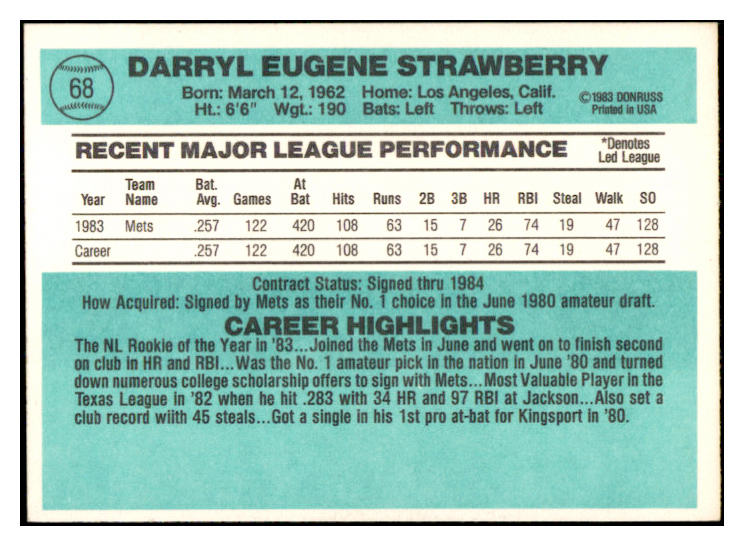 68
DARRYL EUGENE STRAWBERRY
Born: March 12, 1962 Home: Los Angeles, Calif.
Ht.: 6'6" Wgt.: 190 Bats: Left Throws: Left
©1983 DONRUSS
Printed in USA
RECENT MAJOR LEAGUE PERFORMANCE
*Denotes
Led League
Year Team Name Bat. Avg. Games At Bat Hits Runs 2B 3B HR RBI Steal Walk SO
1983 Mets .257 122 420 108 63 15 7 26 74 19 47 128
Career .257 122 420 108 63 15 7 26 74 19 47 128
Contract Status: Signed thru 1984
How Acquired: Signed by Mets as their No. 1 choice in the June 1980 amateur draft.
CAREER HIGHLIGHTS
The NL Rookie of the Year in '83...Joined the Mets in June and went on to finish second
on club in HR and RBI...Was the No. 1 amateur pick in the nation in June '80 and turned
down numerous college scholarship offers to sign with Mets...Most Valuable Player in the
Texas League in '82 when he hit .283 with 34 HR and 97 RBI at Jackson...Also set a
club record wiith 45 steals...Got a single in his 1st pro at-bat for Kingsport in '80.